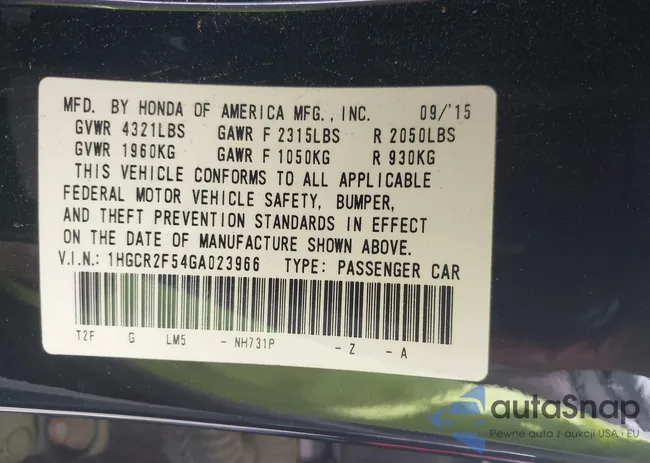 MFD. BY HONDA OF AMERICA MFG., INC. 09/'15
GVWR 4321LBS GAWR F 2315LBS R 2050LBS
GVWR 1960KG GAWR F 1050KG R 930KG
THIS VEHICLE CONFORMS TO ALL APPLICABLE
FEDERAL MOTOR VEHICLE SAFETY, BUMPER,
AND THEFT PREVENTION STANDARDS IN EFFECT
ON THE DATE OF MANUFACTURE SHOWN ABOVE.
V.I.N.: 1HGCR2F54GA023966 TYPE: PASSENGER CAR
T2F G LM5 - NH731P - Z - A
autaSnap
Pewne auta z aukcji USA i EU